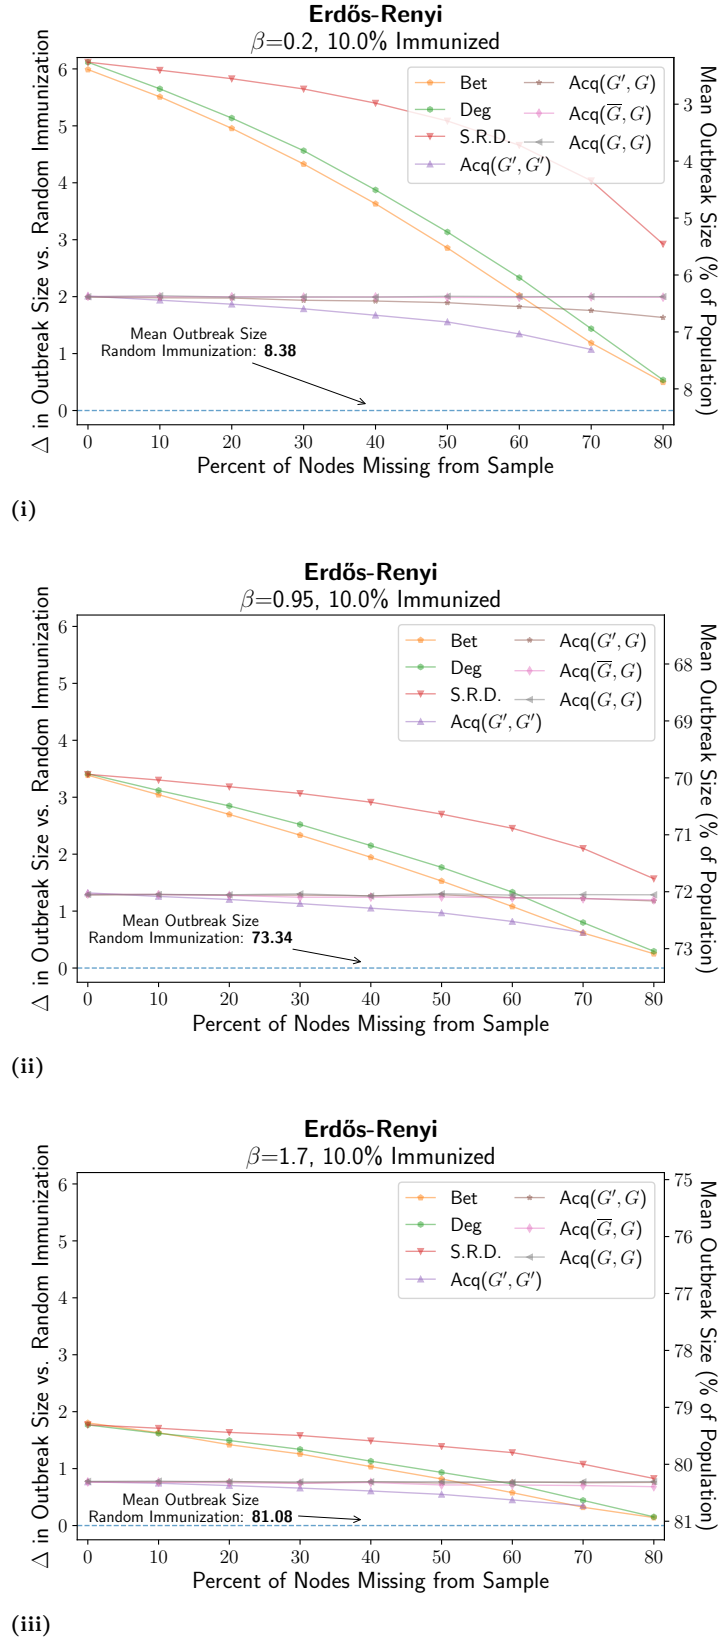 Erdős-Renyi
β=0.2, 10.0% Immunized
Δ in Outbreak Size vs. Random Immunization
6
5
4
3
2
1
0
Bet
Deg
S.R.D.
Acq(G′, G′)
Acq(G′, G)
Acq(G̅, G)
Acq(G, G)
Mean Outbreak Size
Random Immunization: 8.38
3
4
5
6
7
8
Mean Outbreak Size (% of Population)
0 10 20 30 40 50 60 70 80
Percent of Nodes Missing from Sample
(i)
Erdős-Renyi
β=0.95, 10.0% Immunized
Δ in Outbreak Size vs. Random Immunization
6
5
4
3
2
1
0
Bet
Deg
S.R.D.
Acq(G′, G′)
Acq(G′, G)
Acq(G̅, G)
Acq(G, G)
Mean Outbreak Size
Random Immunization: 73.34
68
69
70
71
72
73
Mean Outbreak Size (% of Population)
0 10 20 30 40 50 60 70 80
Percent of Nodes Missing from Sample
(ii)
Erdős-Renyi
β=1.7, 10.0% Immunized
Δ in Outbreak Size vs. Random Immunization
6
5
4
3
2
1
0
Bet
Deg
S.R.D.
Acq(G′, G′)
Acq(G′, G)
Acq(G̅, G)
Acq(G, G)
Mean Outbreak Size
Random Immunization: 81.08
75
76
77
78
79
80
81
Mean Outbreak Size (% of Population)
0 10 20 30 40 50 60 70 80
Percent of Nodes Missing from Sample
(iii)